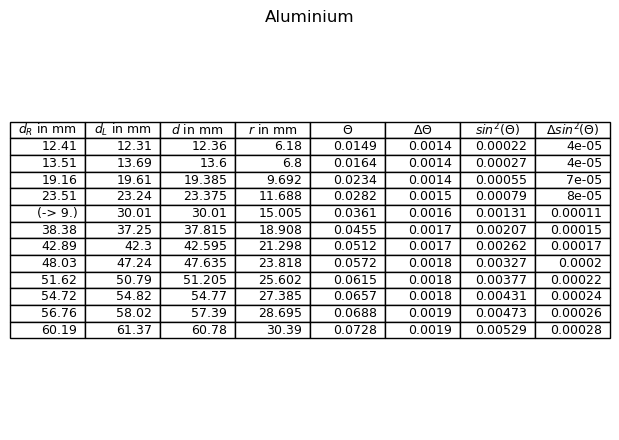 Aluminium
d_R in mm d_L in mm d in mm r in mm Θ ΔΘ sin²(Θ) Δsin²(Θ)
12.41 12.31 12.36 6.18 0.0149 0.0014 0.00022 4e-05
13.51 13.69 13.6 6.8 0.0164 0.0014 0.00027 4e-05
19.16 19.61 19.385 9.692 0.0234 0.0014 0.00055 7e-05
23.51 23.24 23.375 11.688 0.0282 0.0015 0.00079 8e-05
(-> 9.) 30.01 30.01 15.005 0.0361 0.0016 0.00131 0.00011
38.38 37.25 37.815 18.908 0.0455 0.0017 0.00207 0.00015
42.89 42.3 42.595 21.298 0.0512 0.0017 0.00262 0.00017
48.03 47.24 47.635 23.818 0.0572 0.0018 0.00327 0.0002
51.62 50.79 51.205 25.602 0.0615 0.0018 0.00377 0.00022
54.72 54.82 54.77 27.385 0.0657 0.0018 0.00431 0.00024
56.76 58.02 57.39 28.695 0.0688 0.0019 0.00473 0.00026
60.19 61.37 60.78 30.39 0.0728 0.0019 0.00529 0.00028